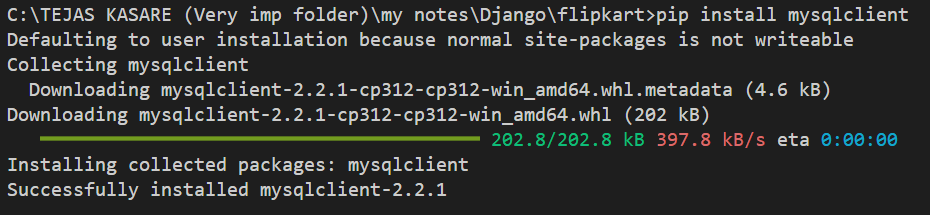 C:\TEJAS KASARE (Very imp folder)\my notes\Django\flipkart>pip install mysqlclient
Defaulting to user installation because normal site-packages is not writeable
Collecting mysqlclient
  Downloading mysqlclient-2.2.1-cp312-cp312-win_amd64.whl.metadata (4.6 kB)
Downloading mysqlclient-2.2.1-cp312-cp312-win_amd64.whl (202 kB)
202.8/202.8 kB 397.8 kB/s eta 0:00:00
Installing collected packages: mysqlclient
Successfully installed mysqlclient-2.2.1